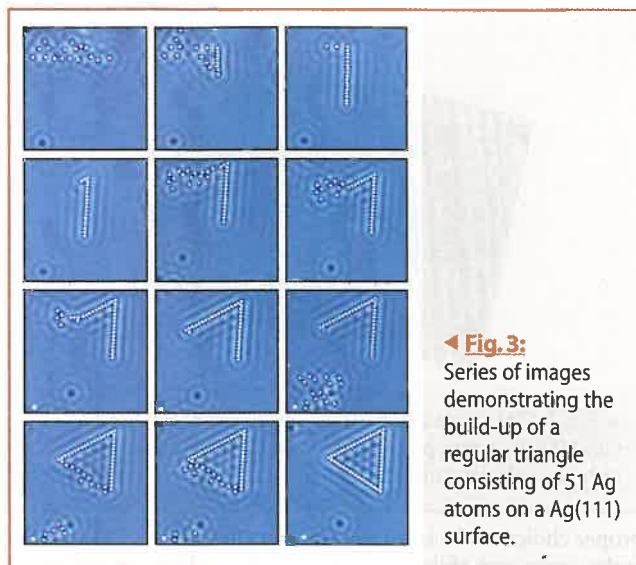 ◄ Fig. 3:
Series of images
demonstrating the
build-up of a
regular triangle
consisting of 51 Ag
atoms on a Ag(111)
surface.